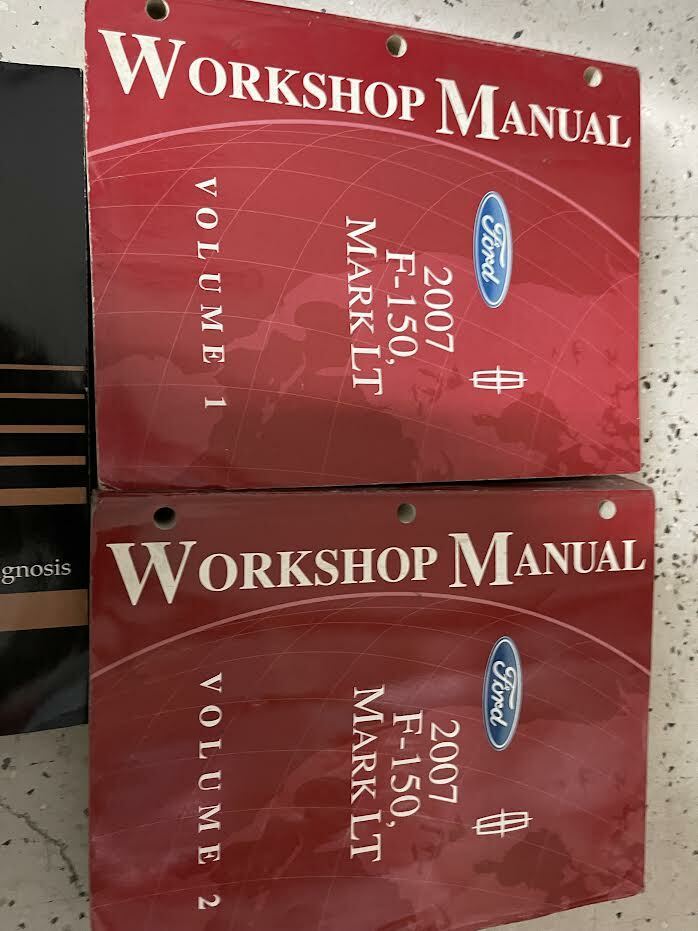 WORKSHOP MANUAL
Ford
2007
F-150,
MARK LT
VOLUME 1
gnosis
WORKSHOP MANUAL
Ford
2007
F-150,
MARK LT
VOLUME 2